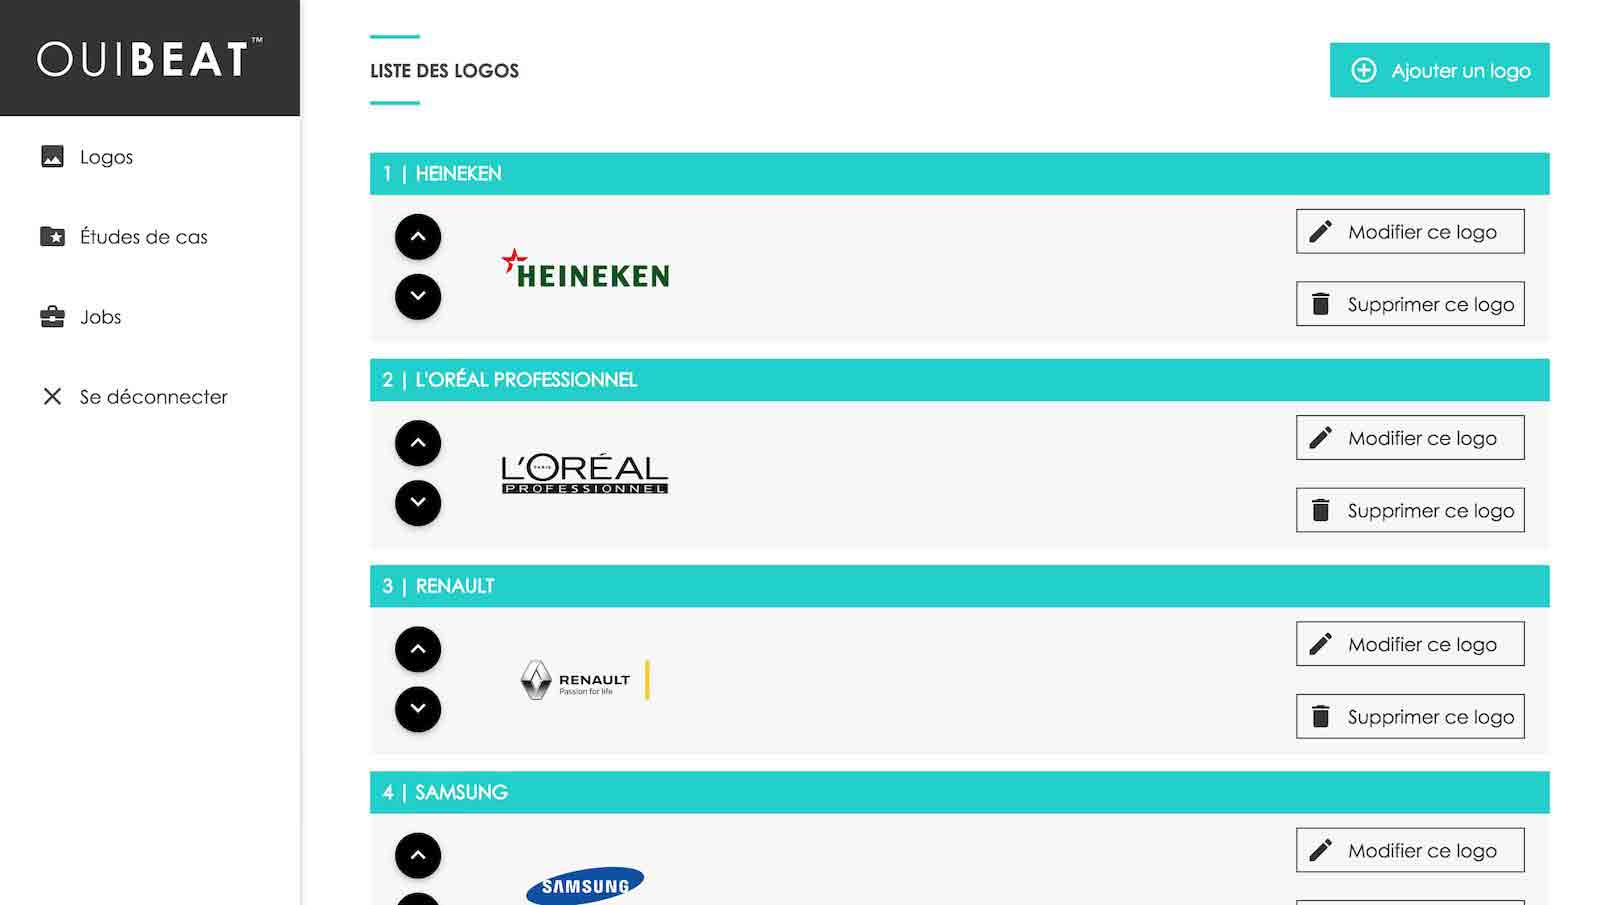 OUIBEAT™
Logos
Études de cas
Jobs
Se déconnecter
LISTE DES LOGOS
Ajouter un logo
1 | HEINEKEN
HEINEKEN
Modifier ce logo
Supprimer ce logo
2 | L'ORÉAL PROFESSIONNEL
L'ORÉAL
PARIS
PROFESSIONNEL
Modifier ce logo
Supprimer ce logo
3 | RENAULT
RENAULT
Passion for life
Modifier ce logo
Supprimer ce logo
4 | SAMSUNG
SAMSUNG
Modifier ce logo